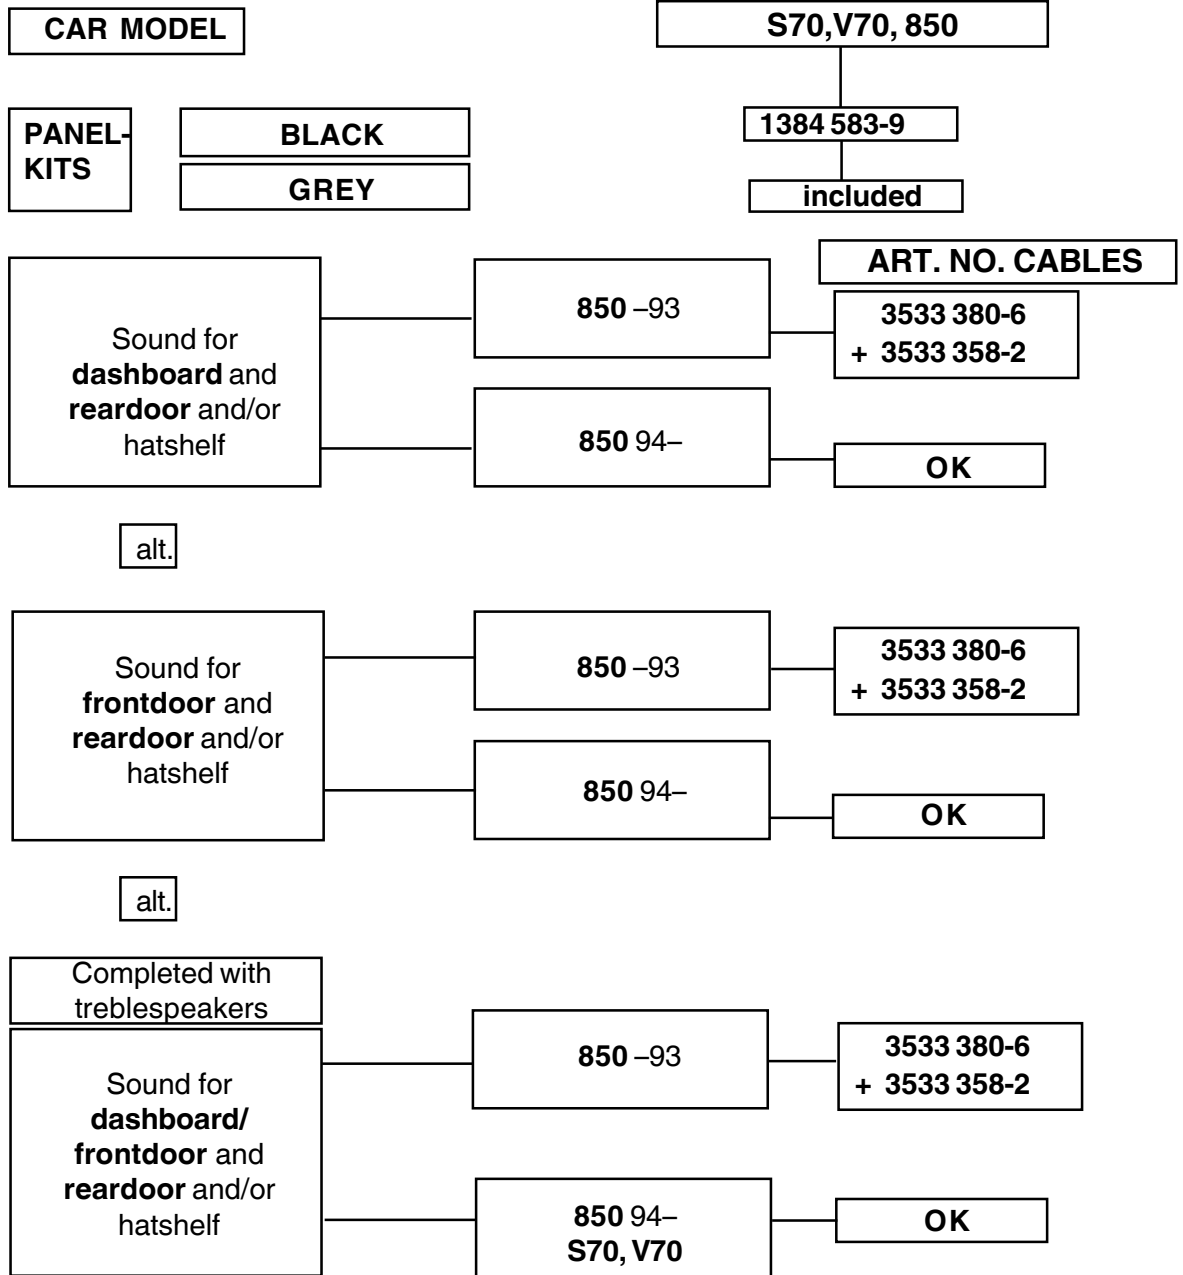 CAR MODEL
S70,V70, 850
PANEL-
KITS
BLACK
GREY
1384 583-9
included
ART. NO. CABLES
Sound for
dashboard and
reardoor and/or
hatshelf
850 –93
3533 380-6
+ 3533 358-2
850 94–
OK
alt.
Sound for
frontdoor and
reardoor and/or
hatshelf
850 –93
3533 380-6
+ 3533 358-2
850 94–
OK
alt.
Completed with
treblespeakers
Sound for
dashboard/
frontdoor and
reardoor and/or
hatshelf
850 –93
3533 380-6
+ 3533 358-2
850 94–
S70, V70
OK